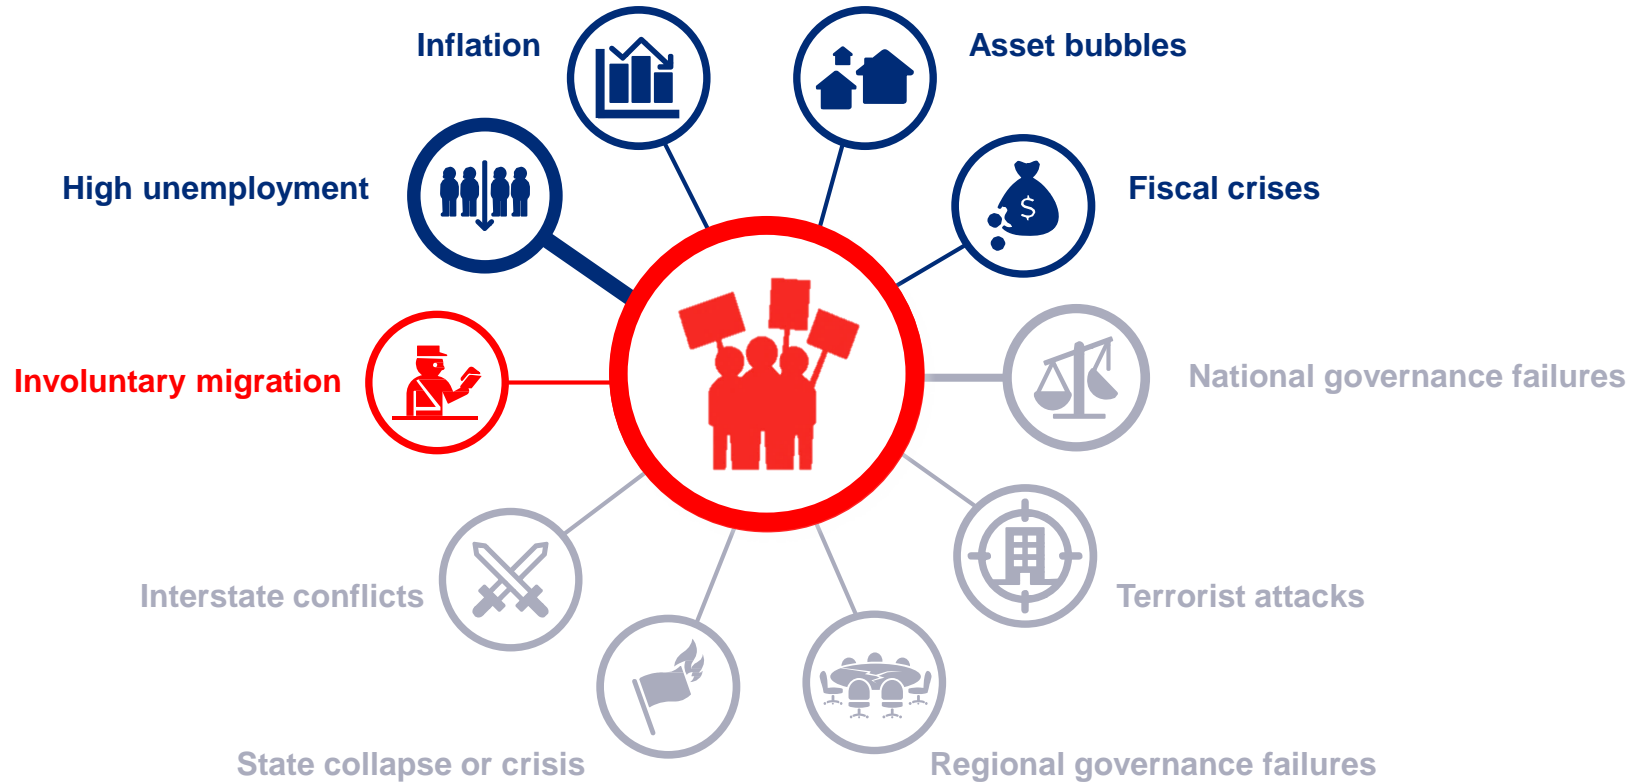 Inflation
Asset bubbles
High unemployment
Fiscal crises
$
Involuntary migration
National governance failures
Interstate conflicts
Terrorist attacks
State collapse or crisis
Regional governance failures